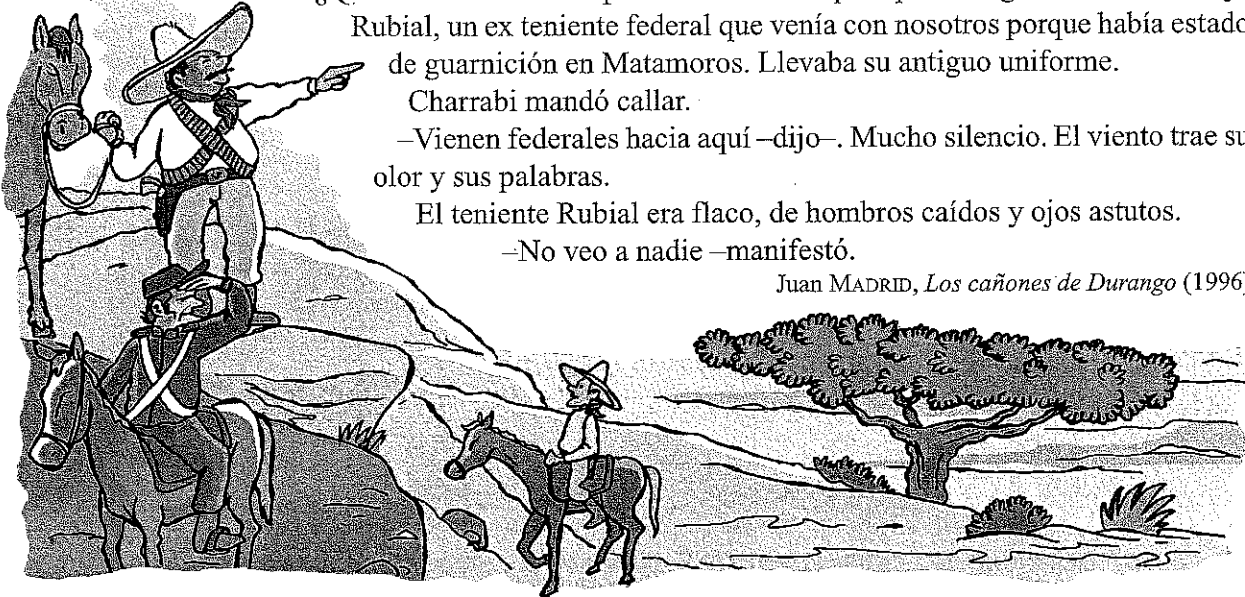 Rubial, un ex teniente federal que venía con nosotros porque había estado
de guarnición en Matamoros. Llevaba su antiguo uniforme.
Charrabi mandó callar.
–Vienen federales hacia aquí –dijo–. Mucho silencio. El viento trae su
olor y sus palabras.
El teniente Rubial era flaco, de hombros caídos y ojos astutos.
–No veo a nadie –manifestó.
Juan MADRID, Los cañones de Durango (1996)